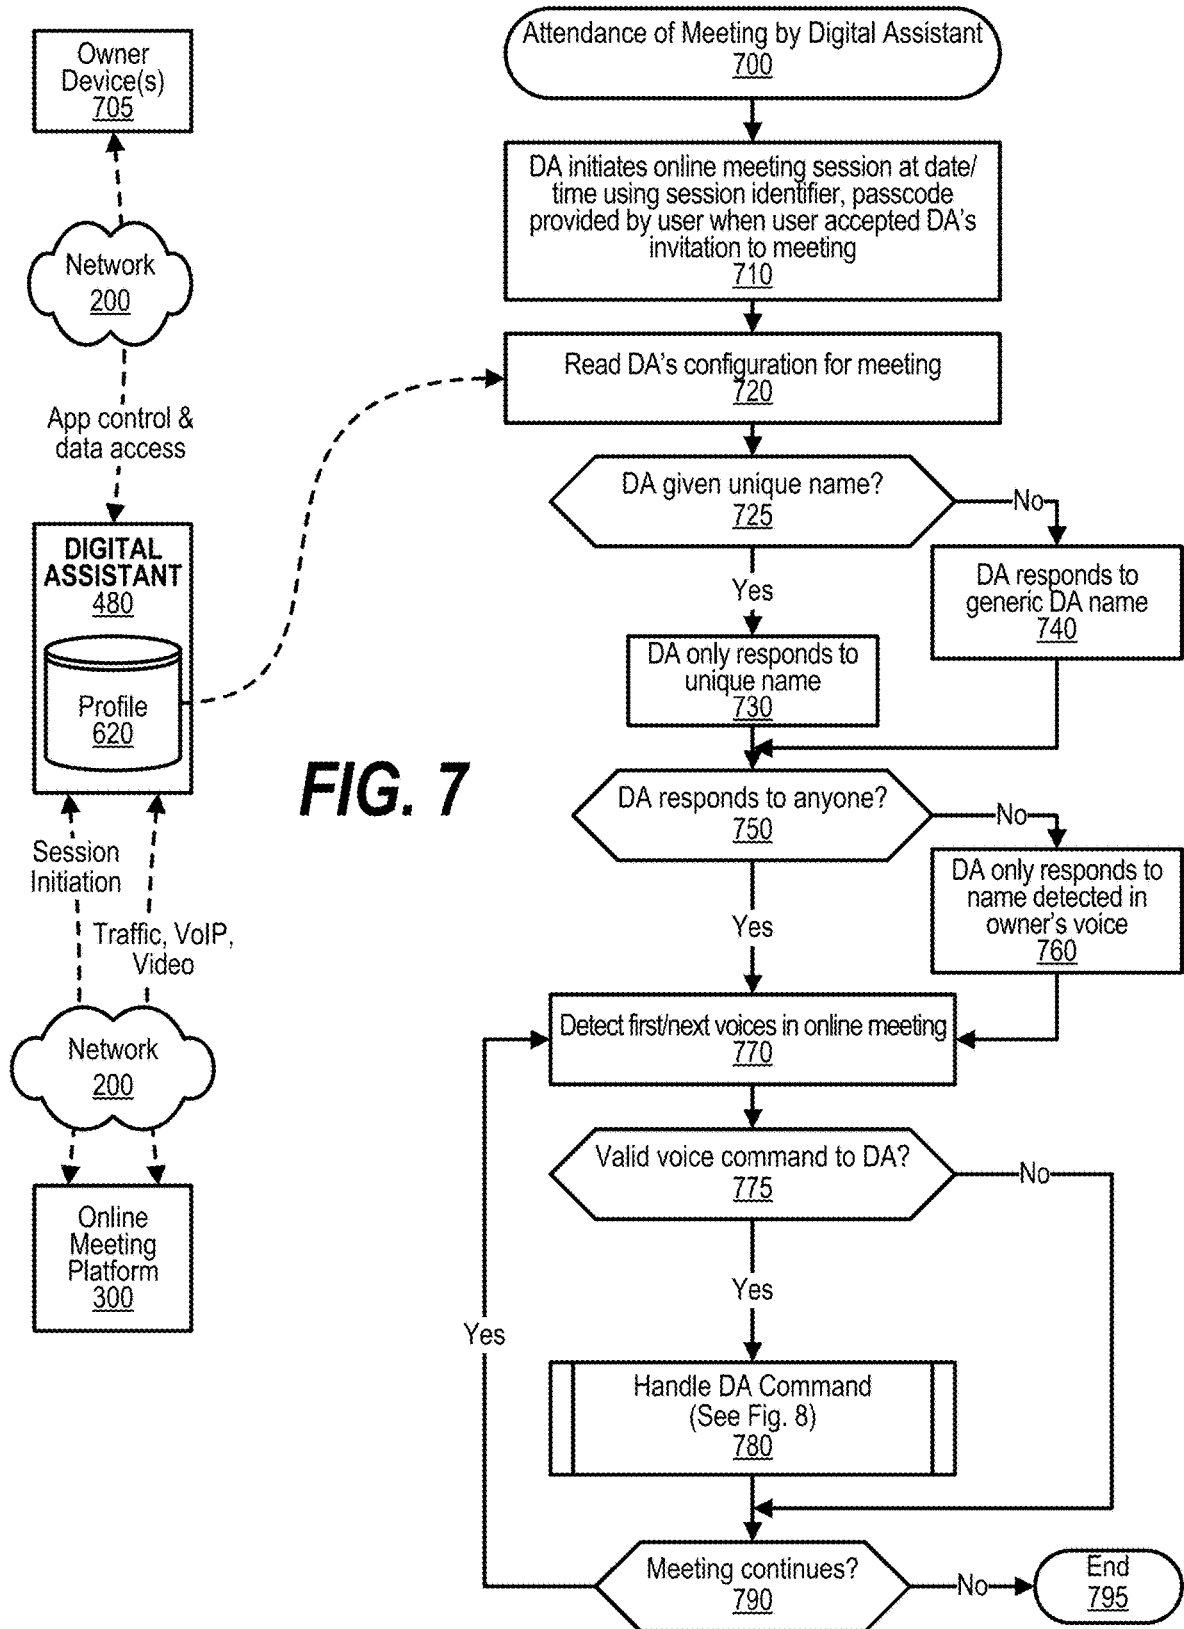 Owner
Device(s)
705
Network
200
App control &
data access
DIGITAL
ASSISTANT
480
Profile
620
Session
Initiation
Traffic, VoIP,
Video
Network
200
Online
Meeting
Platform
300
FIG. 7
Attendance of Meeting by Digital Assistant
700
DA initiates online meeting session at date/
time using session identifier, passcode
provided by user when user accepted DA's
invitation to meeting
710
Read DA's configuration for meeting
720
DA given unique name?
725
No
Yes
DA responds to
generic DA name
740
DA only responds to
unique name
730
DA responds to anyone?
750
No
Yes
DA only responds to
name detected in
owner's voice
760
Detect first/next voices in online meeting
770
Valid voice command to DA?
775
No
Yes
Handle DA Command
(See Fig. 8)
780
Yes
Meeting continues?
790
No
End
795